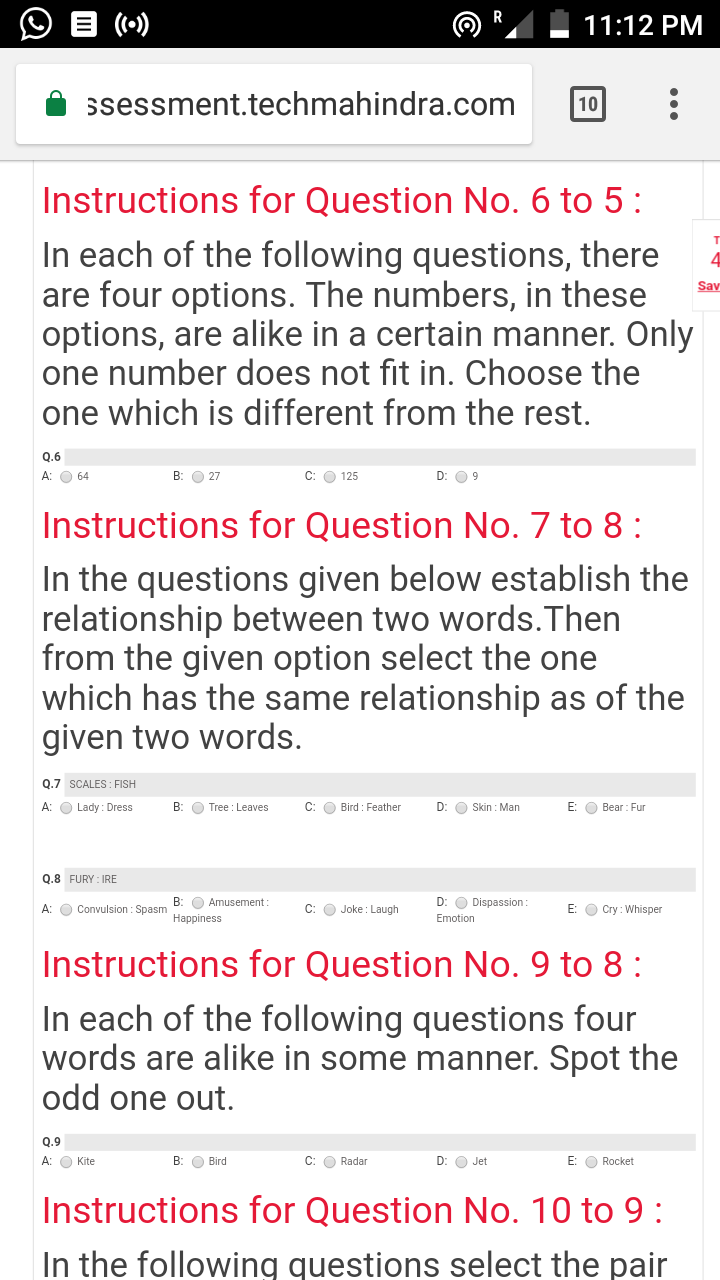 R 11:12 PM
ssessment.techmahindra.com
10
Instructions for Question No. 6 to 5 :
In each of the following questions, there
are four options. The numbers, in these
options, are alike in a certain manner. Only
one number does not fit in. Choose the
one which is different from the rest.
T
4
Sav
Q.6
A: 64 B: 27 C: 125 D: 9
Instructions for Question No. 7 to 8 :
In the questions given below establish the
relationship between two words.Then
from the given option select the one
which has the same relationship as of the
given two words.
Q.7 SCALES : FISH
A: Lady : Dress B: Tree : Leaves C: Bird : Feather D: Skin : Man E: Bear : Fur
Q.8 FURY : IRE
A: Convulsion : Spasm B: Amusement : Happiness C: Joke : Laugh D: Dispassion : Emotion E: Cry : Whisper
Instructions for Question No. 9 to 8 :
In each of the following questions four
words are alike in some manner. Spot the
odd one out.
Q.9
A: Kite B: Bird C: Radar D: Jet E: Rocket
Instructions for Question No. 10 to 9 :
In the following questions select the pair